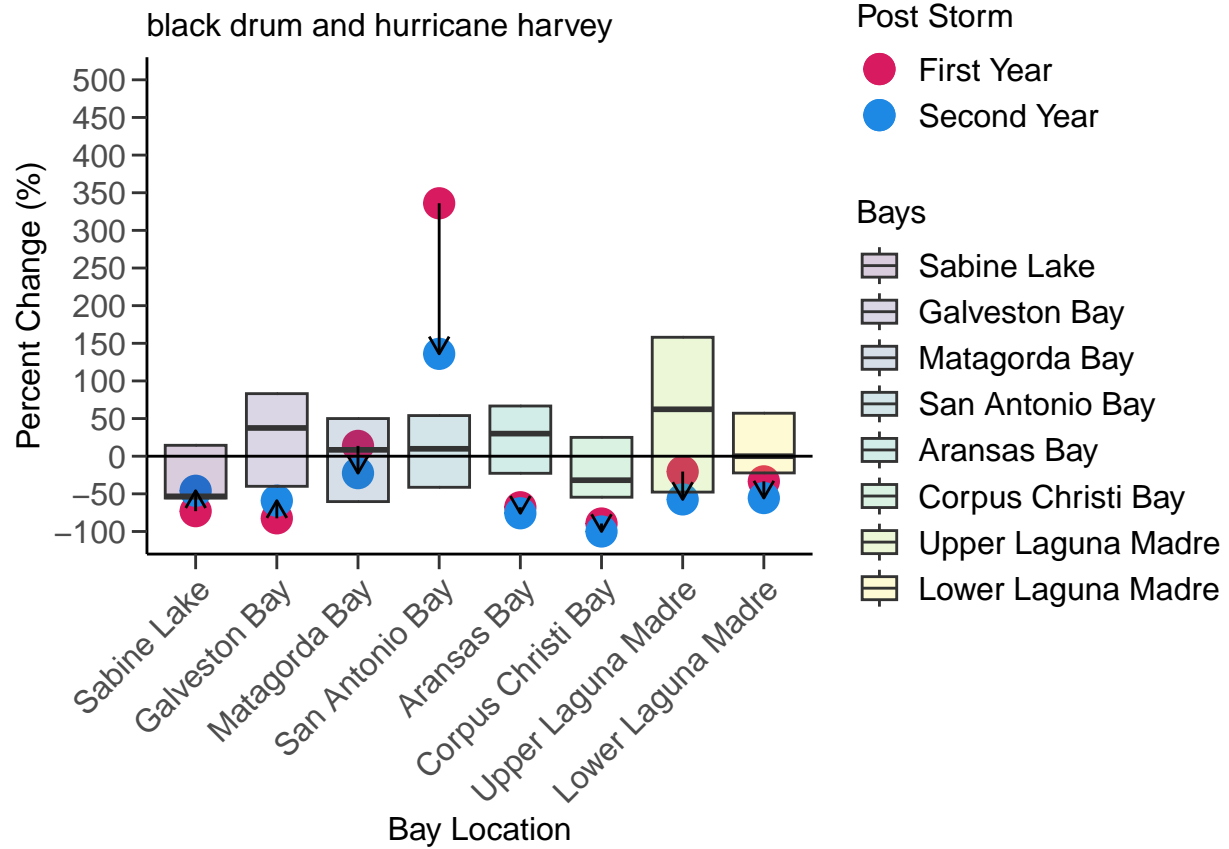 black drum and hurricane harvey
Percent Change (%)
500
450
400
350
300
250
200
150
100
50
0
−50
−100
Sabine Lake
Galveston Bay
Matagorda Bay
San Antonio Bay
Aransas Bay
Corpus Christi Bay
Upper Laguna Madre
Lower Laguna Madre
Bay Location
Post Storm
First Year
Second Year
Bays
Sabine Lake
Galveston Bay
Matagorda Bay
San Antonio Bay
Aransas Bay
Corpus Christi Bay
Upper Laguna Madre
Lower Laguna Madre